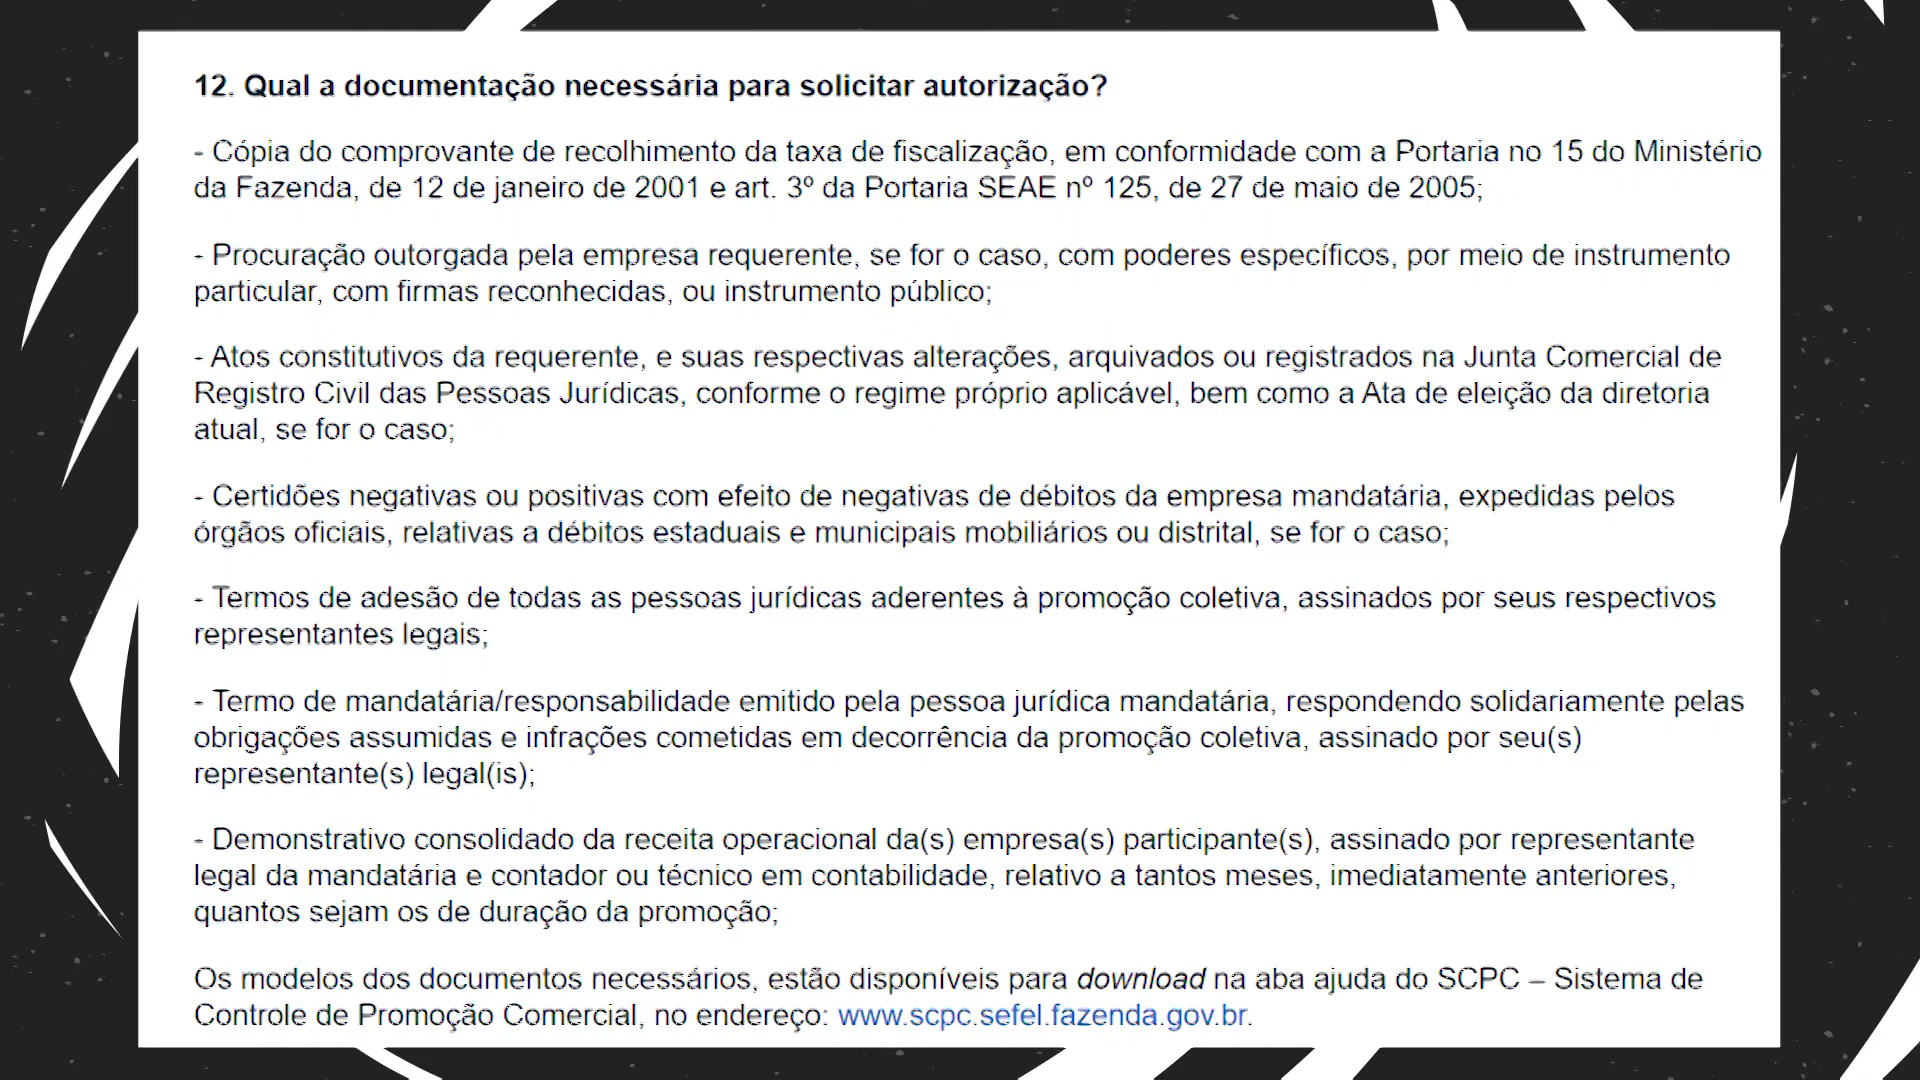 12. Qual a documentação necessária para solicitar autorização?
- Cópia do comprovante de recolhimento da taxa de fiscalização, em conformidade com a Portaria no 15 do Ministério
da Fazenda, de 12 de janeiro de 2001 e art. 3º da Portaria SEAE nº 125, de 27 de maio de 2005;
- Procuração outorgada pela empresa requerente, se for o caso, com poderes específicos, por meio de instrumento
particular, com firmas reconhecidas, ou instrumento público;
- Atos constitutivos da requerente, e suas respectivas alterações, arquivados ou registrados na Junta Comercial de
Registro Civil das Pessoas Jurídicas, conforme o regime próprio aplicável, bem como a Ata de eleição da diretoria
atual, se for o caso;
- Certidões negativas ou positivas com efeito de negativas de débitos da empresa mandatária, expedidas pelos
órgãos oficiais, relativas a débitos estaduais e municipais mobiliários ou distrital, se for o caso;
- Termos de adesão de todas as pessoas jurídicas aderentes à promoção coletiva, assinados por seus respectivos
representantes legais;
- Termo de mandatária/responsabilidade emitido pela pessoa jurídica mandatária, respondendo solidariamente pelas
obrigações assumidas e infrações cometidas em decorrência da promoção coletiva, assinado por seu(s)
representante(s) legal(is);
- Demonstrativo consolidado da receita operacional da(s) empresa(s) participante(s), assinado por representante
legal da mandatária e contador ou técnico em contabilidade, relativo a tantos meses, imediatamente anteriores,
quantos sejam os de duração da promoção;
Os modelos dos documentos necessários, estão disponíveis para download na aba ajuda do SCPC – Sistema de
Controle de Promoção Comercial, no endereço: www.scpc.sefel.fazenda.gov.br.